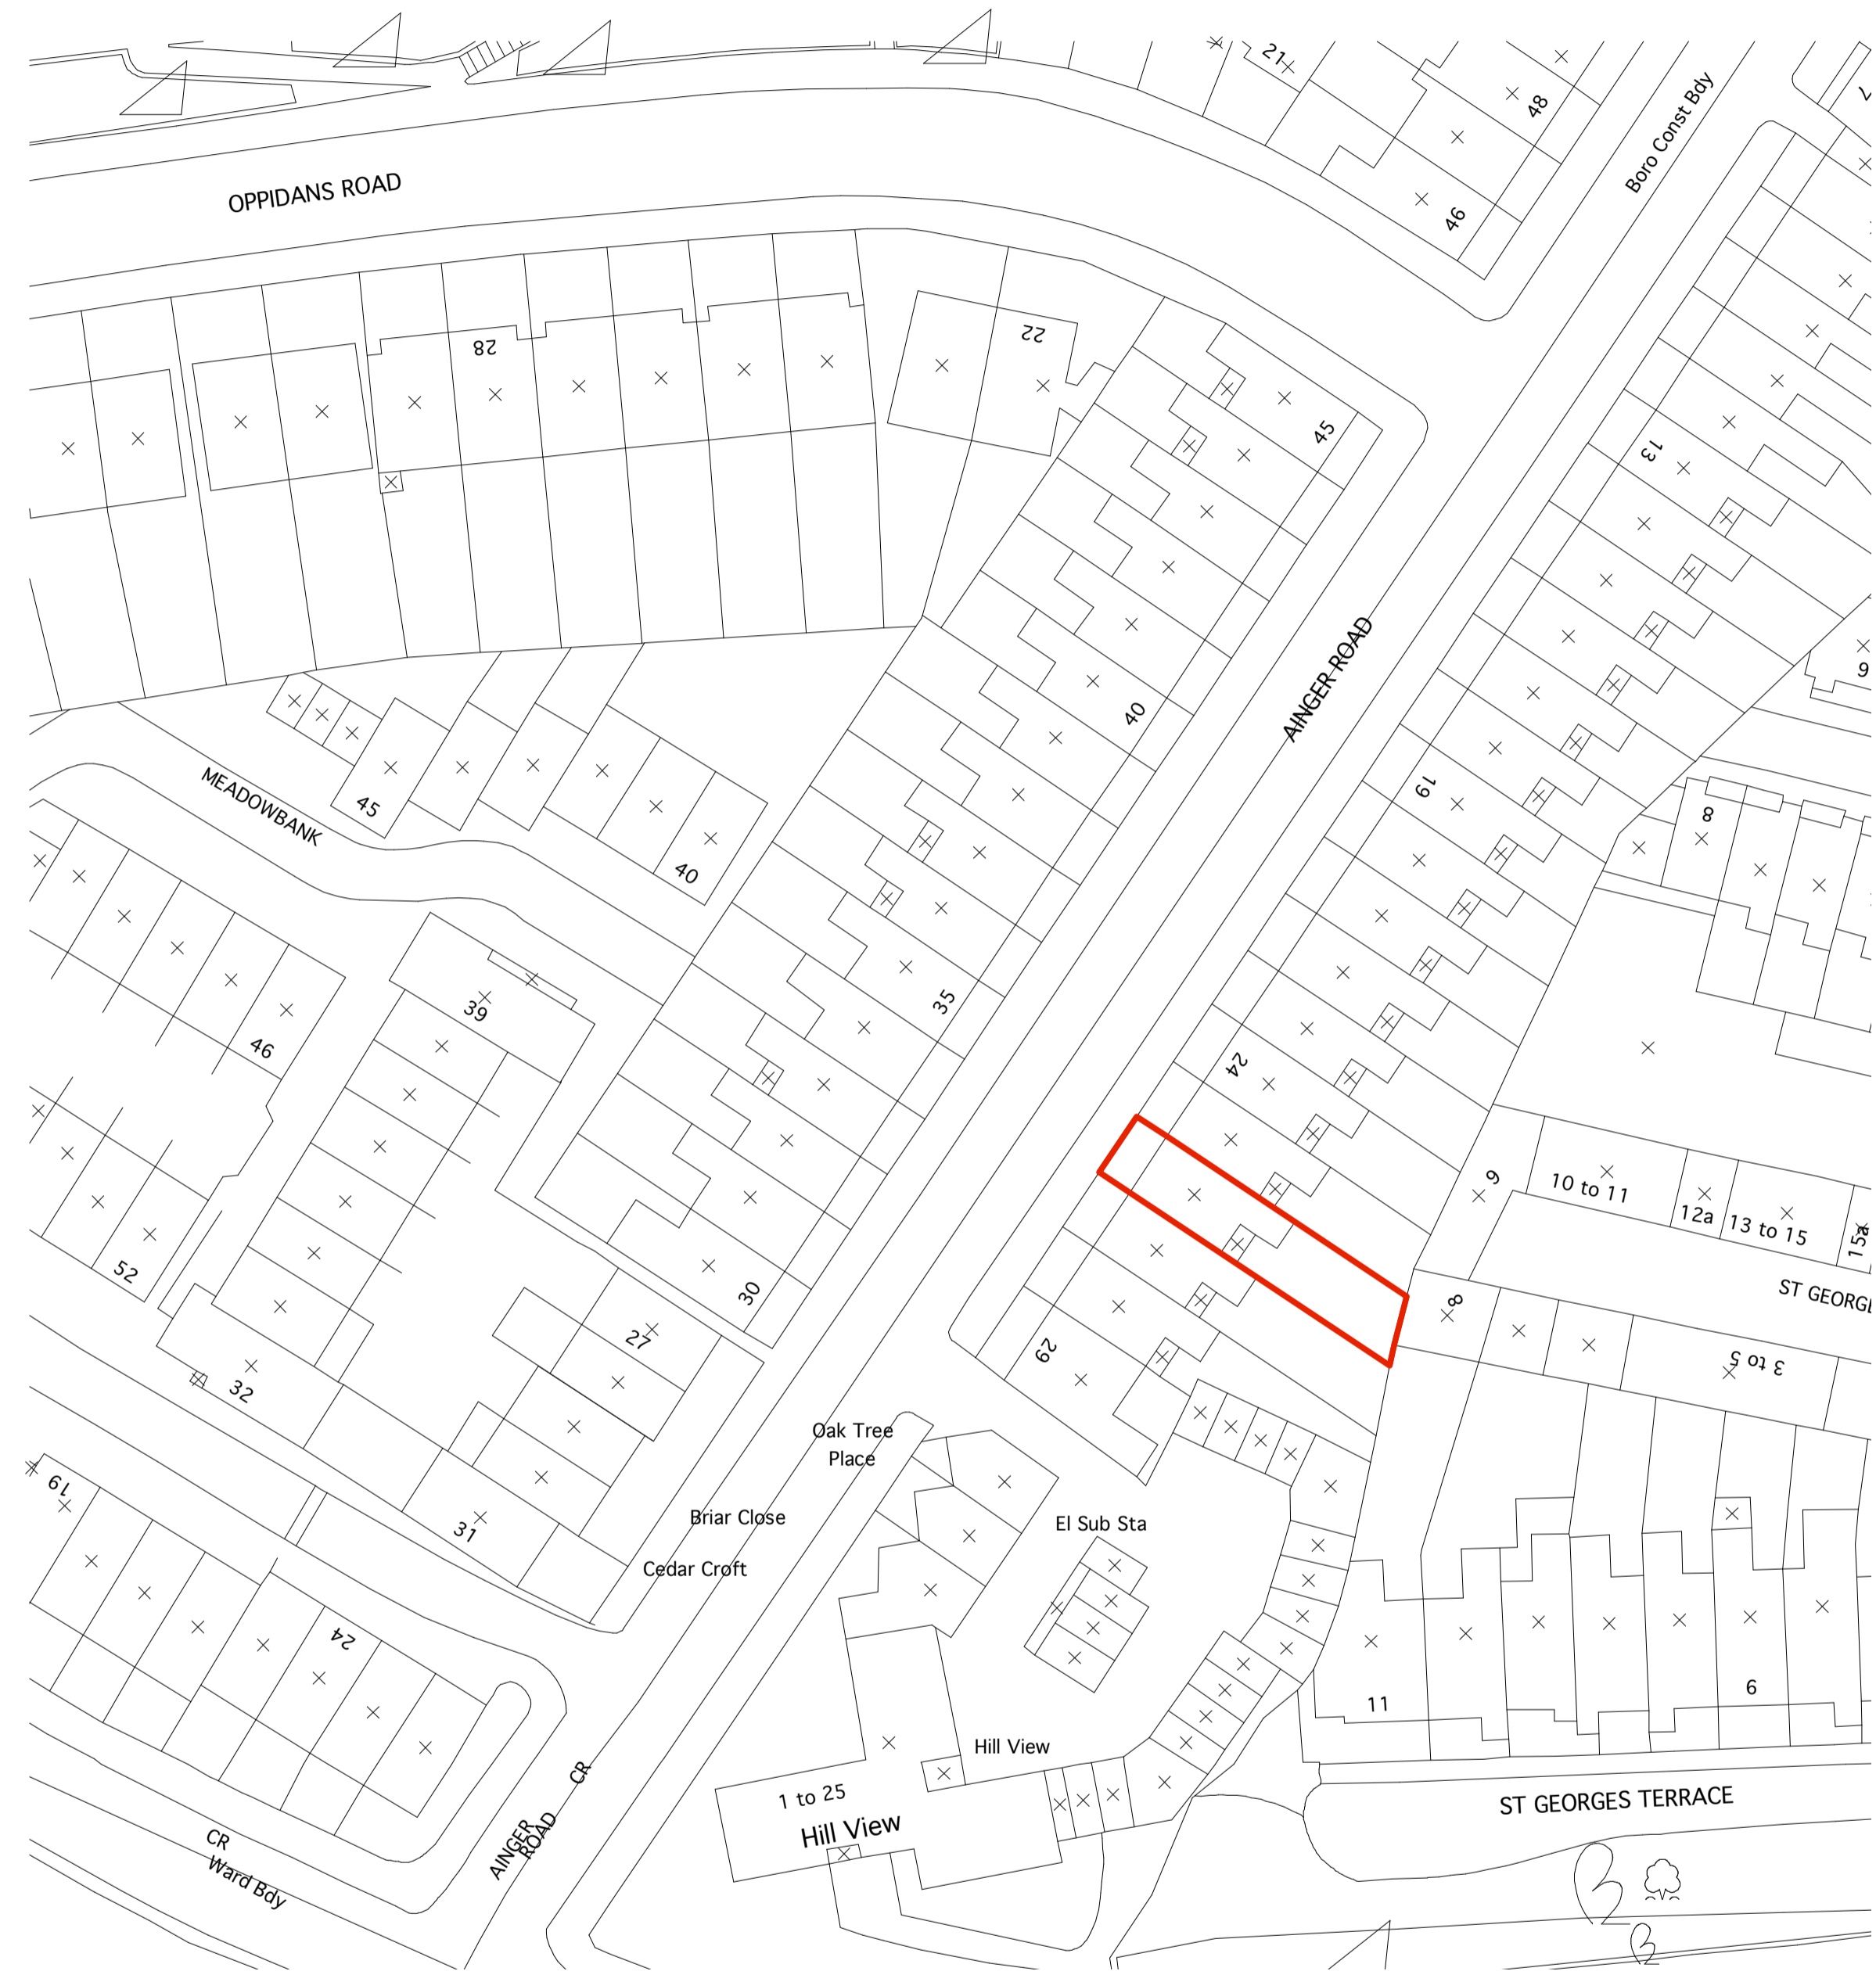 21
48
Boro Const Bdy
7
OPPIDANS ROAD
46
28
22
45
13
AINGER ROAD
40
9
19
8
MEADOWBANK
45
40
39
35
46
24
9
10 to 11
12a
13 to 15
15a
52
30
ST GEORGE
8
27
29
3 to 5
32
Oak Tree
Place
19
31
Briar Close
El Sub Sta
Cedar Croft
24
11
6
Hill View
CR
1 to 25
Hill View
ST GEORGES TERRACE
AINGER
ROAD
CR
Ward Bdy